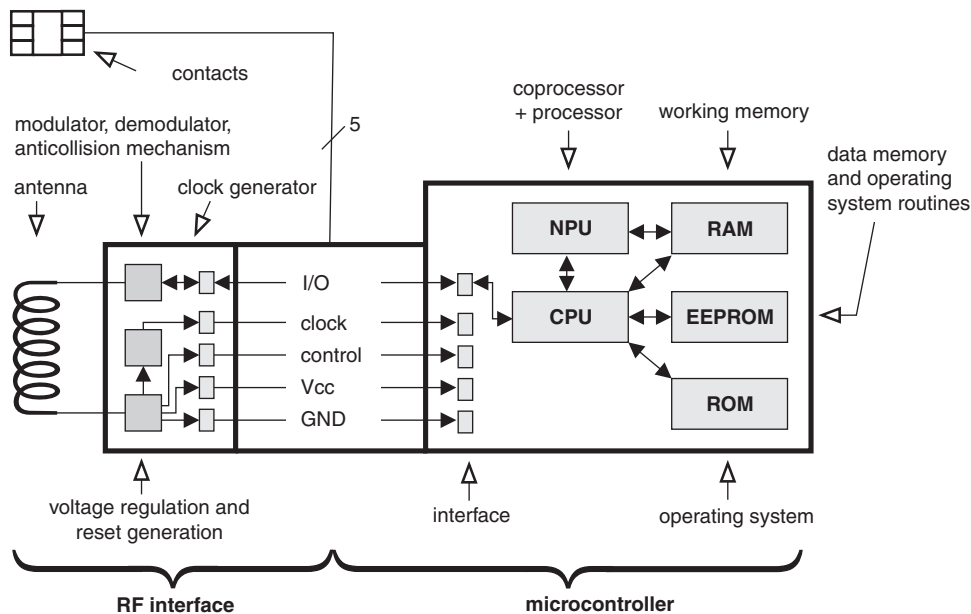 contacts
5
coprocessor
+ processor
working memory
modulator, demodulator,
anticollision mechanism
data memory
and operating
system routines
antenna
clock generator
NPU
RAM
I/O
CPU
EEPROM
clock
control
Vcc
GND
ROM
voltage regulation and
reset generation
interface
operating system
RF interface
microcontroller